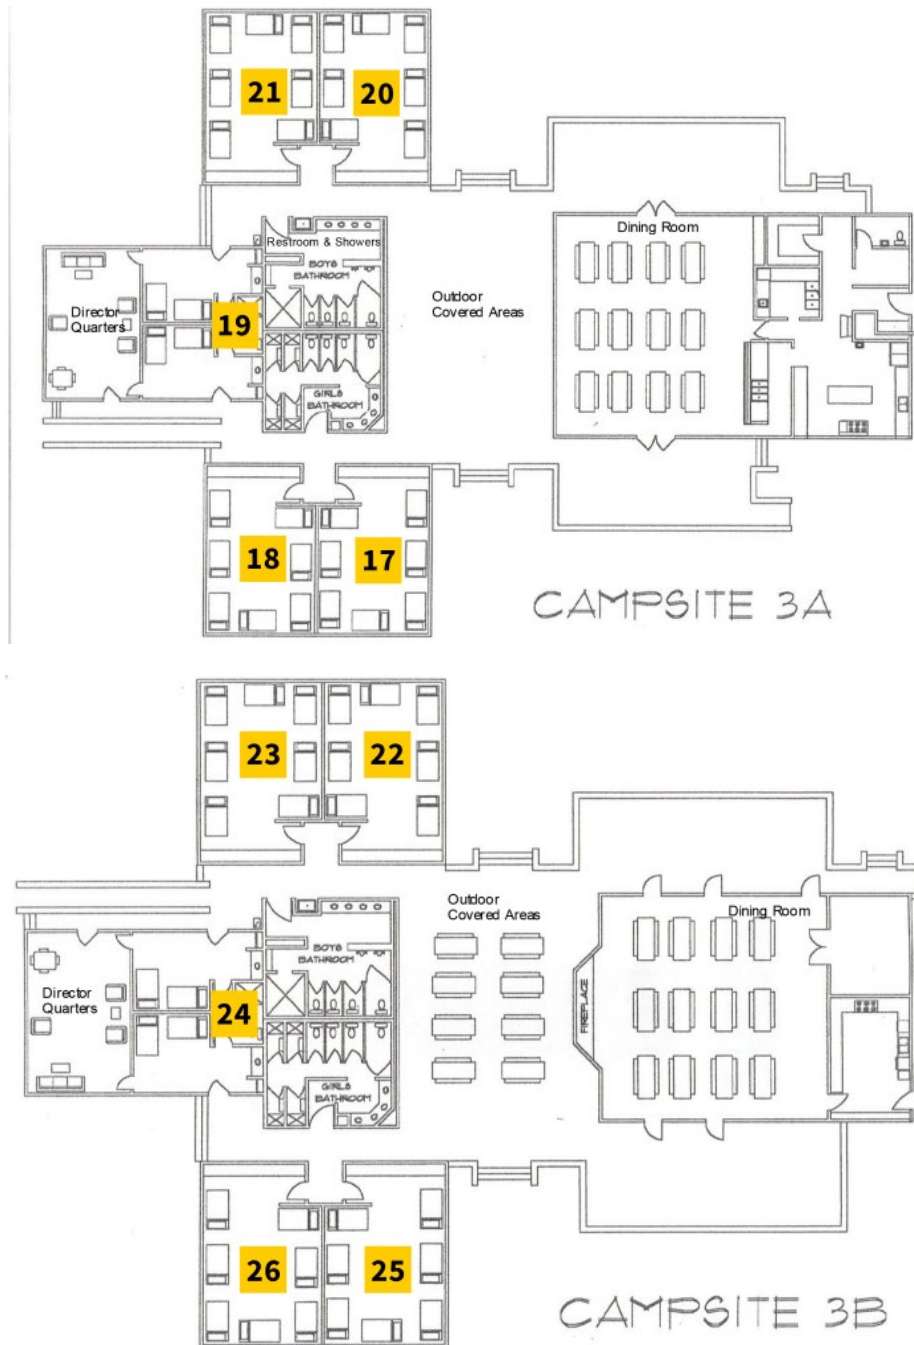 21
20
Restroom & Showers
BOYS
BATHROOM
Dining Room
Director
Quarters
19
Outdoor
Covered Areas
GIRLS
BATHROOM
18
17
CAMPSITE 3A
23
22
Outdoor
Covered Areas
Dining Room
BOYS
BATHROOM
Director
Quarters
24
FIREPLACE
GIRLS
BATHROOM
26
25
CAMPSITE 3B